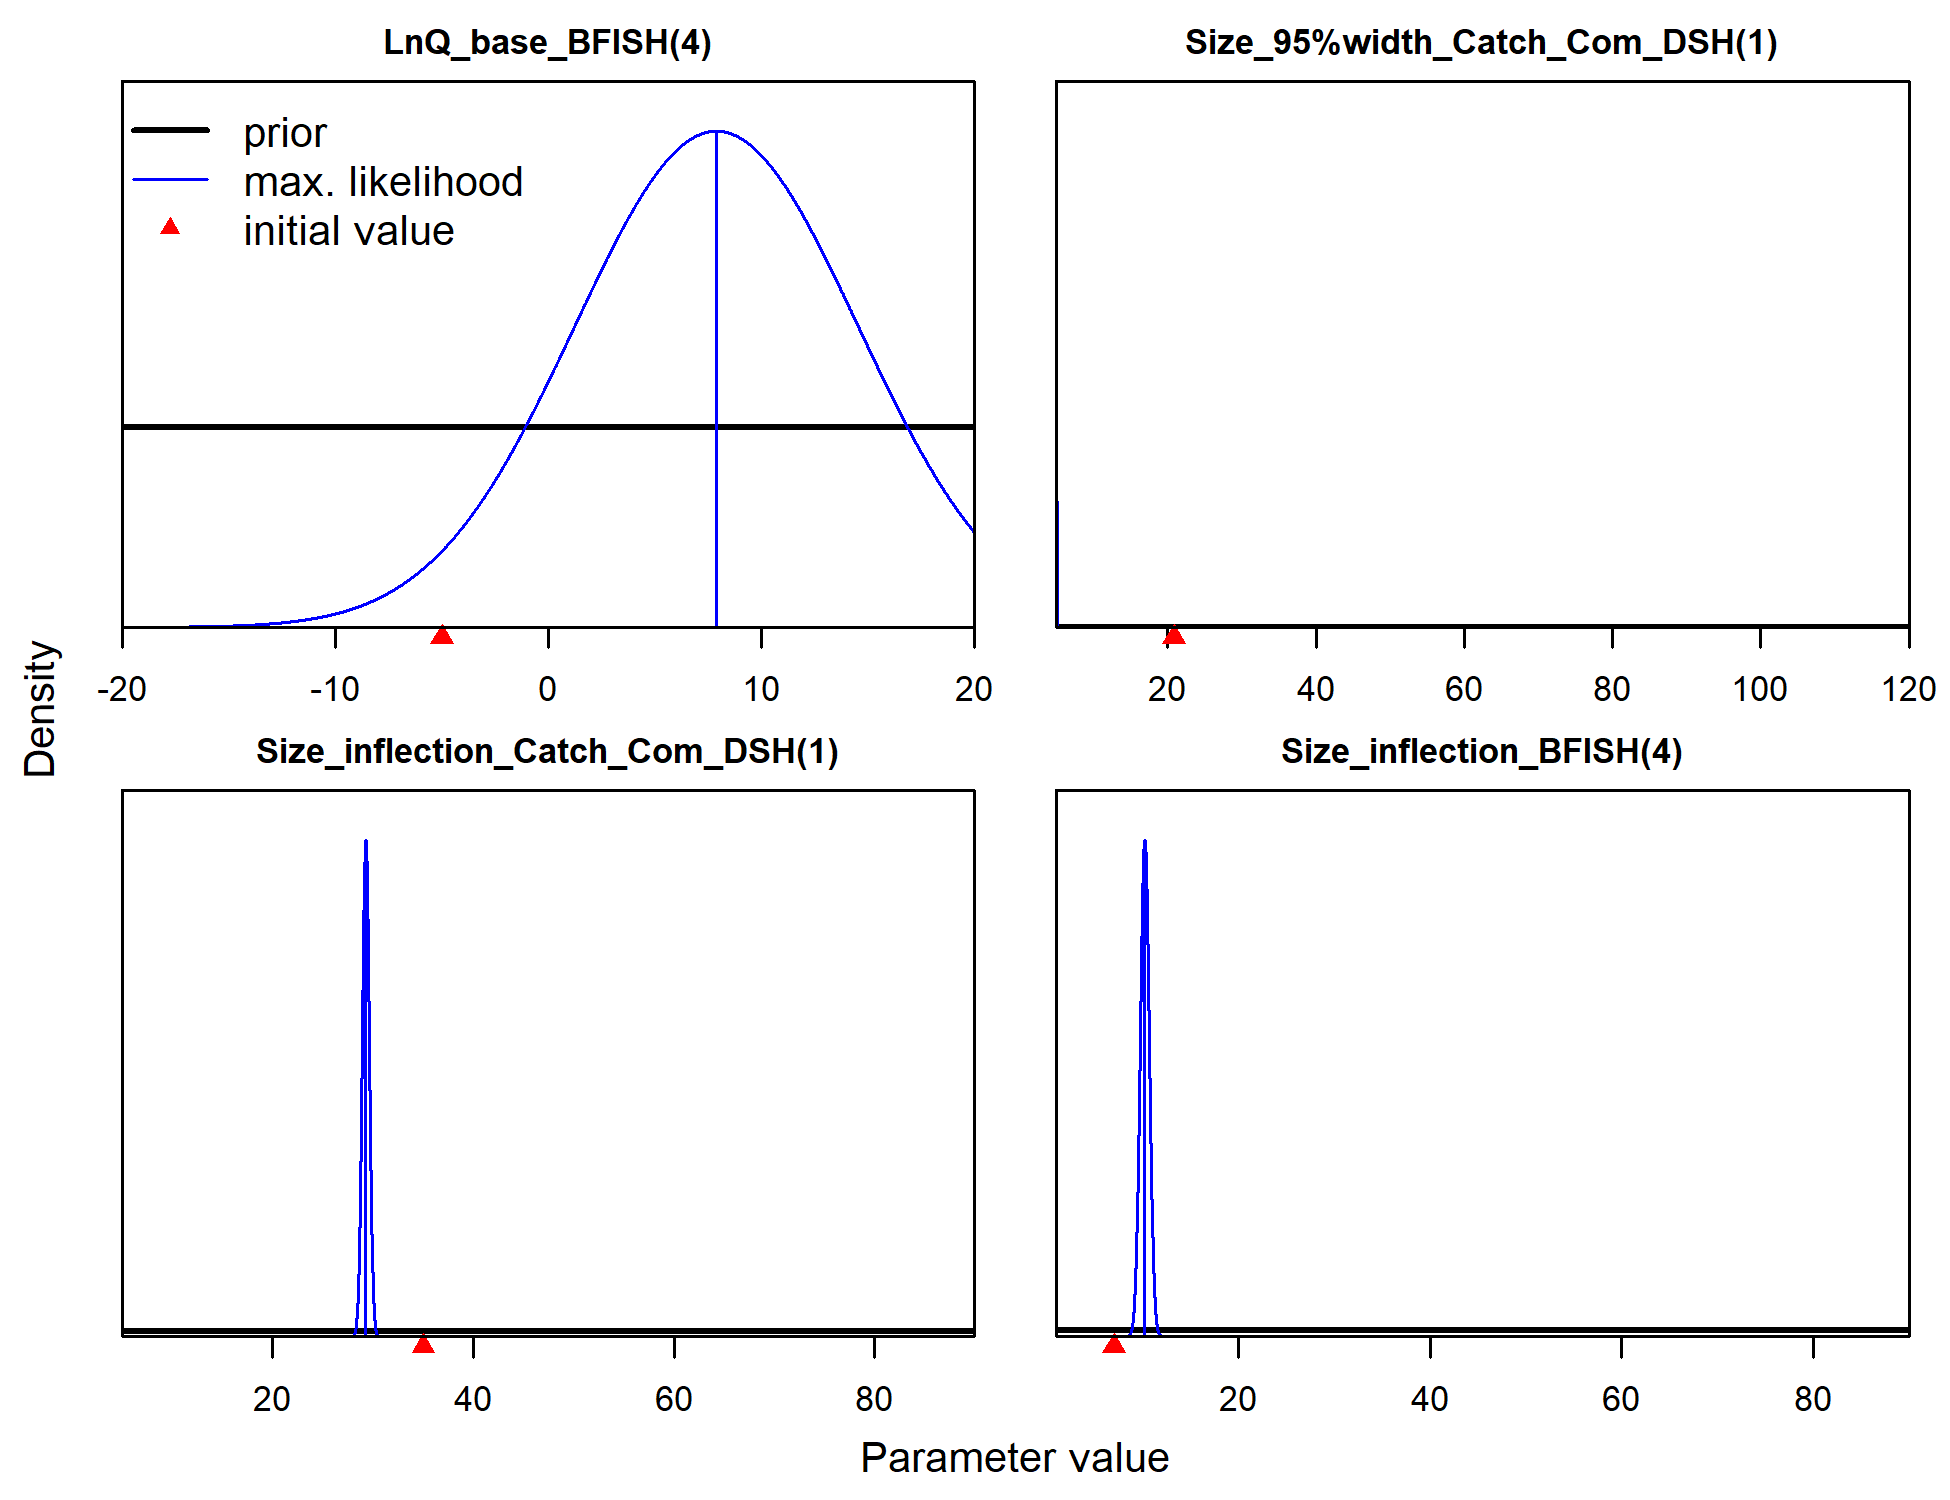 LnQ_base_BFISH(4)
prior
max. likelihood
initial value
-20 -10 0 10 20
Size_95%width_Catch_Com_DSH(1)
20 40 60 80 100 120
Density
Size_inflection_Catch_Com_DSH(1)
20 40 60 80
Size_inflection_BFISH(4)
20 40 60 80
Parameter value